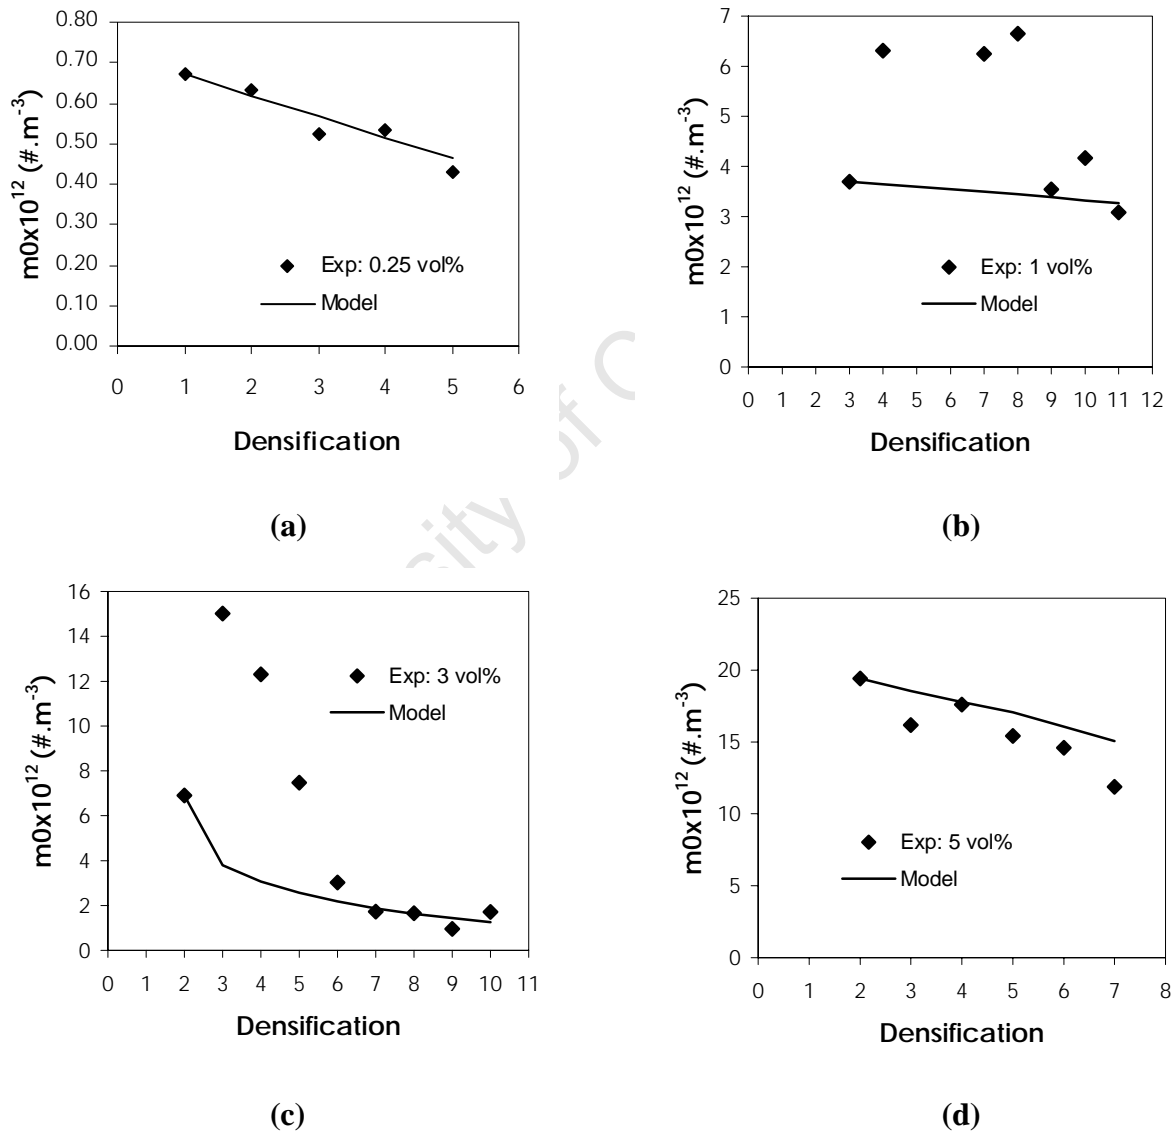 0.80
0.70
0.60
0.50
0.40
0.30
0.20
0.10
0.00
m0x10^12 (#.m^-3)
Exp: 0.25 vol%
Model
0 1 2 3 4 5 6
Densification
(a)
7
6
5
4
3
2
1
0
m0x10^12 (#.m^-3)
Exp: 1 vol%
Model
0 1 2 3 4 5 6 7 8 9 10 11 12
Densification
(b)
16
14
12
10
8
6
4
2
0
m0x10^12 (#.m^-3)
Exp: 3 vol%
Model
0 1 2 3 4 5 6 7 8 9 10 11
Densification
(c)
25
20
15
10
5
0
m0x10^12 (#.m^-3)
Exp: 5 vol%
Model
0 1 2 3 4 5 6 7 8
Densification
(d)
sity of C